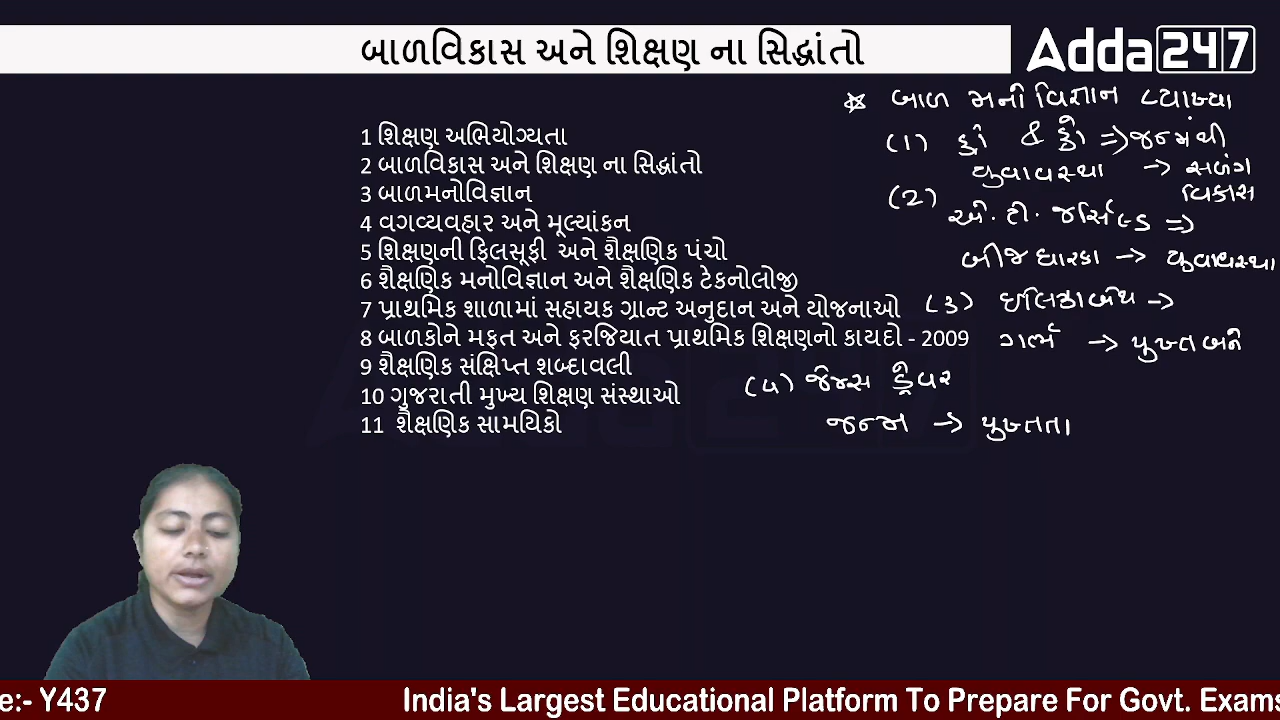 બાળવિકાસ અને શિક્ષણ ના સિદ્ધાંતો
Adda247
1 શિક્ષણ અભિયોગ્યતા
2 બાળવિકાસ અને શિક્ષણ ના સિદ્ધાંતો
3 બાળમનોવિજ્ઞાન
4 વગવ્યવહાર અને મૂલ્યાંકન
5 શિક્ષણની ફિલસૂફી અને શૈક્ષણિક પંચો
6 શૈક્ષણિક મનોવિજ્ઞાન અને શૈક્ષણિક ટેકનોલોજી
7 પ્રાથમિક શાળામાં સહાયક ગ્રાન્ટ અનુદાન અને યોજનાઓ
8 બાળકોને મફત અને ફરજિયાત પ્રાથમિક શિક્ષણનો કાયદો - 2009
9 શૈક્ષણિક સંક્ષિપ્ત શબ્દાવલી
10 ગુજરાતી મુખ્ય શિક્ષણ સંસ્થાઓ
11 શૈક્ષણિક સામયિકો
☆ બાળ મનોવિજ્ઞાન વ્યાખ્યા
(1) ક્રો & ક્રો => જન્મથી
યુવાવસ્થા -> સળંગ
વિકાસ
(2) એ. ટી. જર્સિલ્ડ =>
બીજ ધારકા -> યુવાવસ્થા
(3) ઇલિકાબેથ ->
ગર્ભ -> પુખ્ત બને
(4) જેમ્સ ડ્રેવર
જન્મ -> પુખ્તતા
e:- Y437
India's Largest Educational Platform To Prepare For Govt. Exams